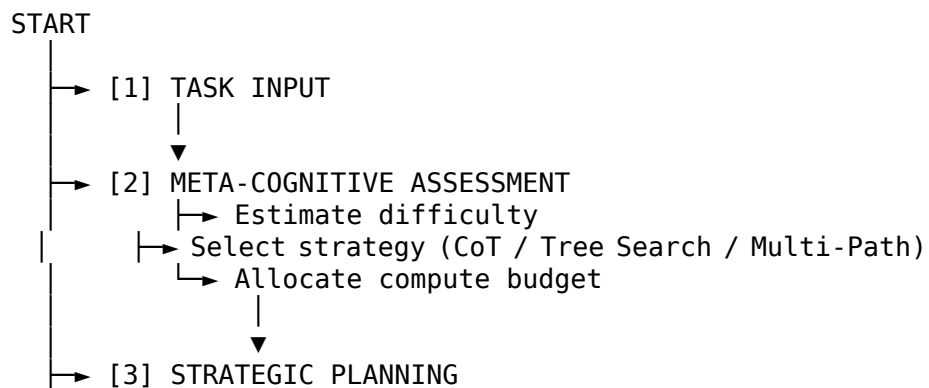 START
[1] TASK INPUT
[2] META-COGNITIVE ASSESSMENT
Estimate difficulty
Select strategy (CoT / Tree Search / Multi-Path)
Allocate compute budget
[3] STRATEGIC PLANNING